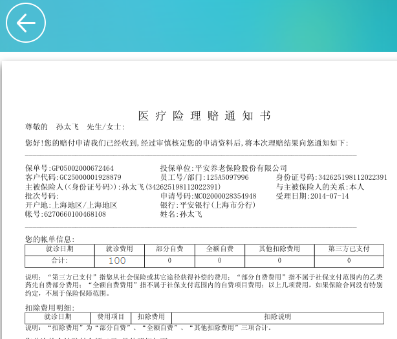 医疗险理赔通知书
尊敬的 孙太飞 先生/女士:
您好!您的赔付申请我们已经收到,经过审慎核定您的申请资料后,将本次理赔结果向您通知如下:
保单号:GP05002000672464 投保单位:平安养老保险股份有限公司
客户代码:GC25000001928879 员工号/部门:125A5097996 身份证号码:342625198112022391
主被保险人((身份证号码)):孙太飞(342625198112022391) 与主被保险人的关系:本人
批次号: 申请号码:MC02000028354948 受理日期:2014-07-14
开户地:上海地区/上海地区 银行:平安银行(上海市分行)
帐号:6270660100468108 姓名:孙太飞
您的帐单信息:
就诊日期 就诊费用 部分自费 全额自费 其他扣除费用 第三方已支付
合计: 100 0 0 0 0
说明: “第三方已支付”指您从社会保险或其它途径获得补偿的费用; “部分自费费用”指不属于社保支付范围内的乙类
药先自费部分费用; “全额自费费用”指不属于社保支付范围内的自费项目费用; 以上几项费用, 如果保险合同没有特别
约定, 不属于保险保障范围。
扣除费用明细:
就诊日期 费用项目 扣除费用 扣除说明
说明: “扣除费用”为“部分自费”、“全额自费”、“其他扣除费用”三项合计。